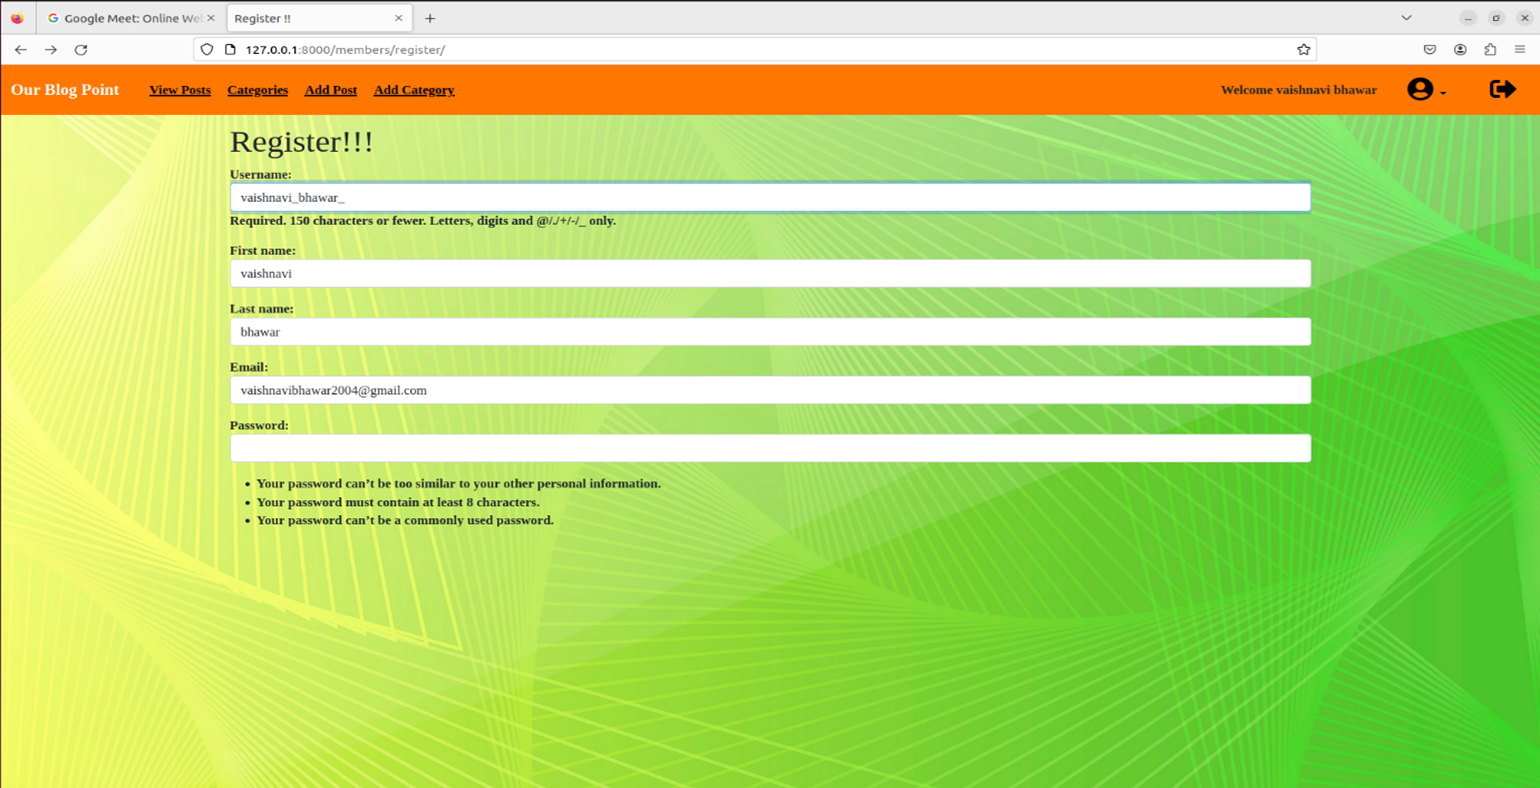 Google Meet: Online We
Register !!
127.0.0.1:8000/members/register/
Our Blog Point View Posts Categories Add Post Add Category Welcome vaishnavi bhawar
Register!!!
Username:
vaishnavi_bhawar_
Required. 150 characters or fewer. Letters, digits and @/./+/-/_ only.
First name:
vaishnavi
Last name:
bhawar
Email:
vaishnavibhawar2004@gmail.com
Password:
• Your password can’t be too similar to your other personal information.
• Your password must contain at least 8 characters.
• Your password can’t be a commonly used password.